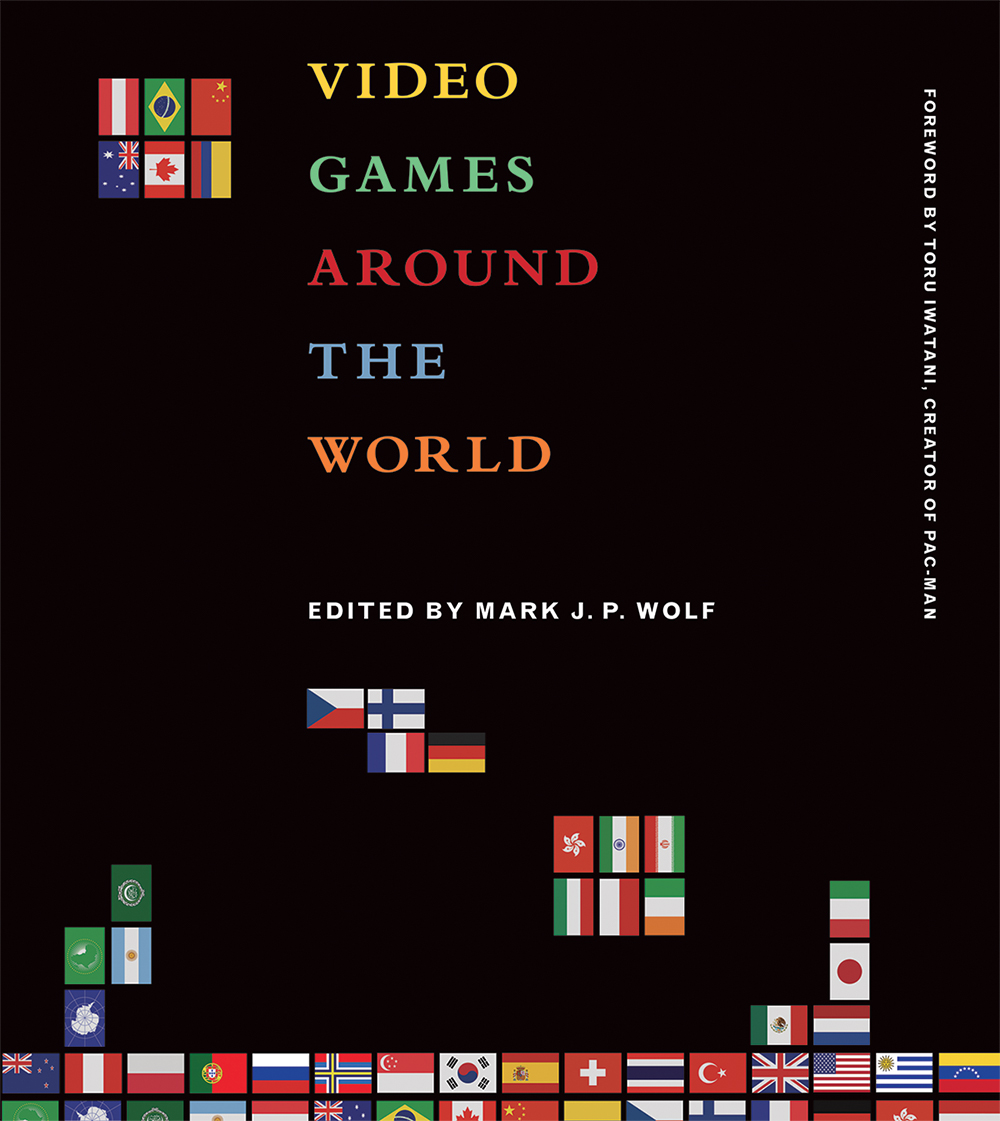 VIDEO
GAMES
AROUND
THE
WORLD
EDITED BY MARK J. P. WOLF
FOREWORD BY TORU IWATANI, CREATOR OF PAC-MAN